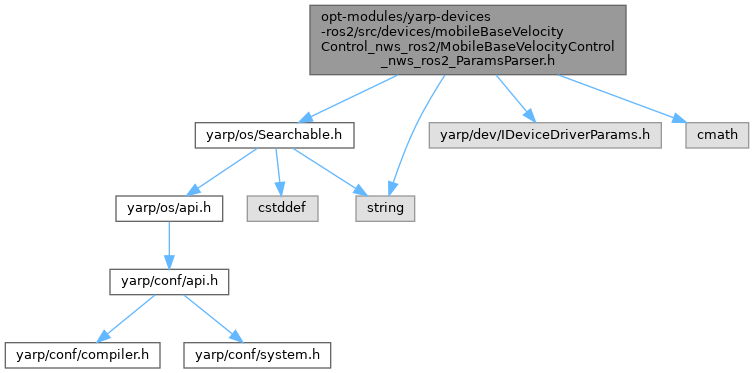 opt-modules/yarp-devices
-ros2/src/devices/mobileBaseVelocity
Control_nws_ros2/MobileBaseVelocityControl
_nws_ros2_ParamsParser.h
yarp/os/Searchable.h
yarp/dev/IDeviceDriverParams.h
cmath
yarp/os/api.h
cstddef
string
yarp/conf/api.h
yarp/conf/compiler.h
yarp/conf/system.h